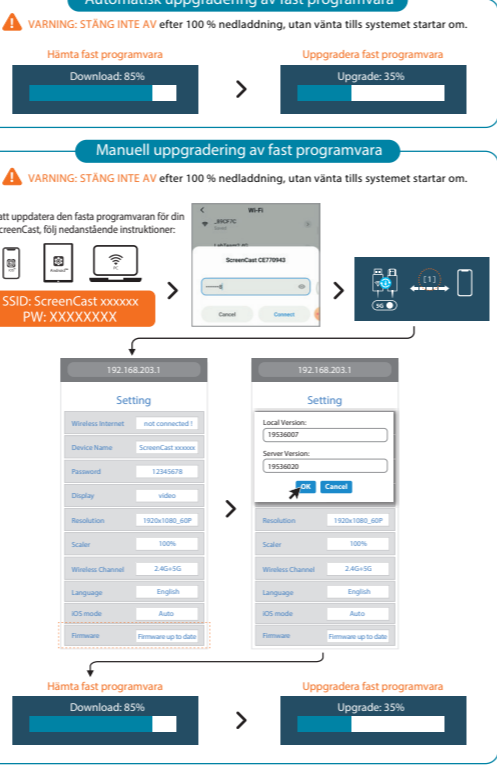 Automatisk uppgradering av fast programvara
VARNING: STÄNG INTE AV efter 100 % nedladdning, utan vänta tills systemet startar om.
Hämta fast programvara
Uppgradera fast programvara
Download: 85%
Upgrade: 35%
Manuell uppgradering av fast programvara
VARNING: STÄNG INTE AV efter 100 % nedladdning, utan vänta tills systemet startar om.
att uppdatera den fasta programvaran för din
ScreenCast, följ nedanstående instruktioner:
iOS
Android™
PC
SSID: ScreenCast xxxxxx
PW: XXXXXXXX
Wi-Fi
ScreenCast CE770943
Cancel
Connect
[1]
5G
192.168.203.1
Setting
Wireless Internet
not connected !
Device Name
ScreenCast xxxxxx
Password
12345678
Display
video
Resolution
1920x1080_60P
Scaler
100%
Wireless Channel
2.4G+5G
Language
English
iOS mode
Auto
Firmware
Firmware up to date
192.168.203.1
Setting
Local Version:
19536007
Server Version:
19536020
OK
Cancel
Resolution
1920x1080_60P
Scaler
100%
Wireless Channel
2.4G+5G
Language
English
iOS mode
Auto
Firmware
Firmware up to date
Hämta fast programvara
Uppgradera fast programvara
Download: 85%
Upgrade: 35%